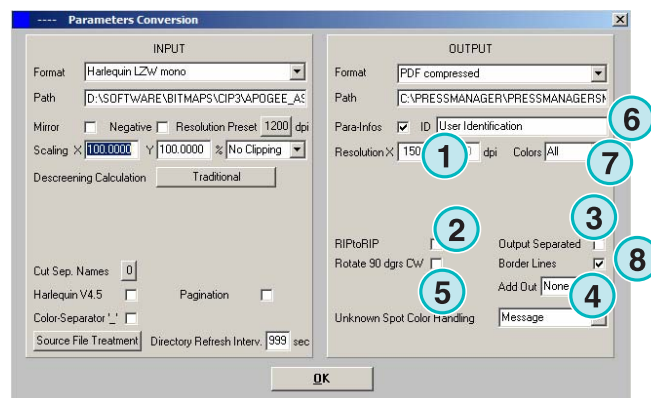 ---- Parameters Conversion
INPUT
Format Harlequin LZW mono
Path D:\SOFTWARE\BITMAPS\CIP3\APOGEE_AS
Mirror Negative Resolution Preset 1200 dpi
Scaling X 100.0000 Y 100.0000 % No Clipping
Descreening Calculation Traditional
Cut Sep. Names 0
Harlequin V4.5 Pagination
Color-Separator '_'
Source File Treatment Directory Refresh Interv. 999 sec
OUTPUT
Format PDF compressed
Path C:\PRESSMANAGER\PRESSMANAGERSM
Para-Infos ID User Identification 6
Resolution X 150 1 dpi Colors All 7
RIPtoRIP 2 Output Separated 3
Rotate 90 dgrs CW Border Lines 8
5 Add Out None 4
Unknown Spot Color Handling Message
OK